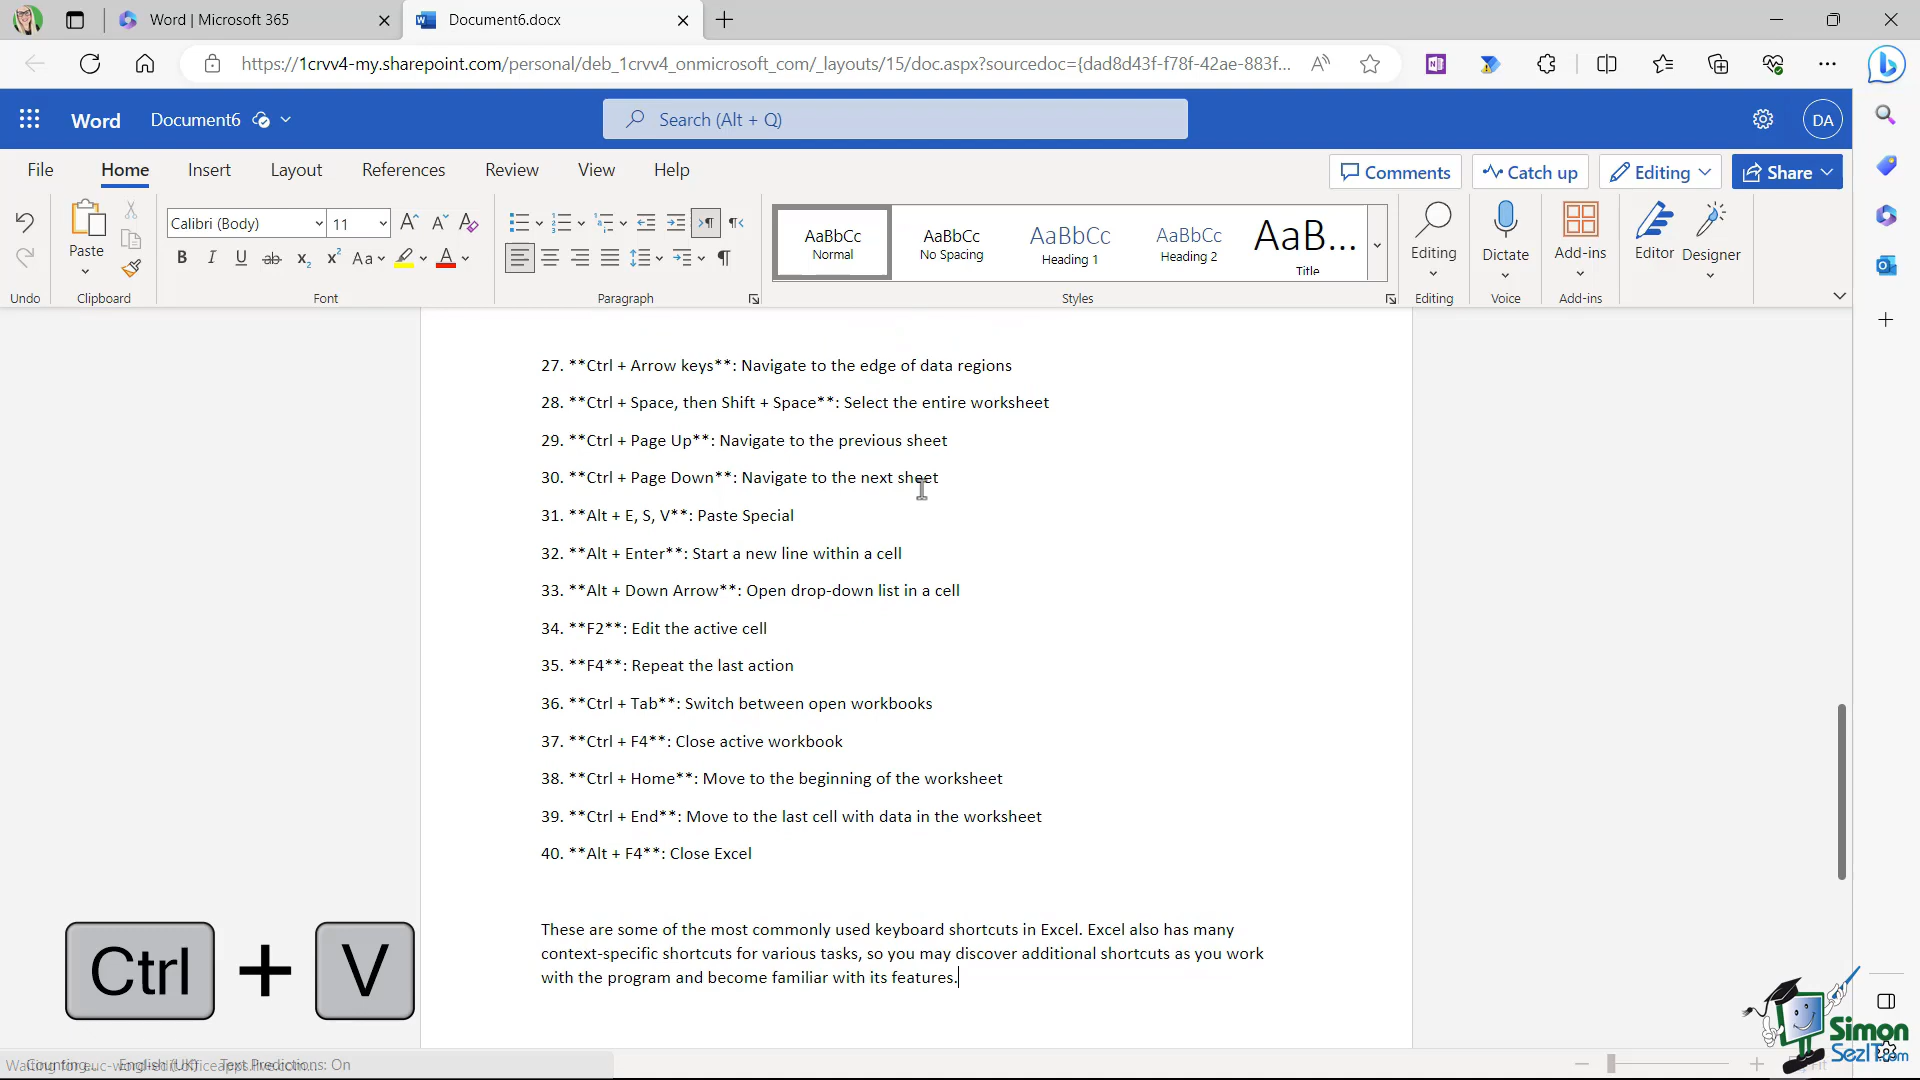 Word | Microsoft 365
Document6.docx
https://1crvv4-my.sharepoint.com/personal/deb_1crvv4_onmicrosoft_com/_layouts/15/doc.aspx?sourcedoc={dad8d43f-f78f-42ae-883f...
Word
Document6
Search (Alt + Q)
DA
File
Home
Insert
Layout
References
Review
View
Help
Comments
Catch up
Editing
Share
Paste
Calibri (Body)
11
AaBbCc
Normal
AaBbCc
No Spacing
AaBbCc
Heading 1
AaBbCc
Heading 2
AaB...
Title
Editing
Dictate
Add-ins
Editor
Designer
Undo
Clipboard
Font
Paragraph
Styles
Editing
Voice
Add-ins
27. **Ctrl + Arrow keys**: Navigate to the edge of data regions
28. **Ctrl + Space, then Shift + Space**: Select the entire worksheet
29. **Ctrl + Page Up**: Navigate to the previous sheet
30. **Ctrl + Page Down**: Navigate to the next sheet
31. **Alt + E, S, V**: Paste Special
32. **Alt + Enter**: Start a new line within a cell
33. **Alt + Down Arrow**: Open drop-down list in a cell
34. **F2**: Edit the active cell
35. **F4**: Repeat the last action
36. **Ctrl + Tab**: Switch between open workbooks
37. **Ctrl + F4**: Close active workbook
38. **Ctrl + Home**: Move to the beginning of the worksheet
39. **Ctrl + End**: Move to the last cell with data in the worksheet
40. **Alt + F4**: Close Excel
These are some of the most commonly used keyboard shortcuts in Excel. Excel also has many
context-specific shortcuts for various tasks, so you may discover additional shortcuts as you work
with the program and become familiar with its features.
Ctrl + V
Simon
SezIT.com
Text Predictions: On